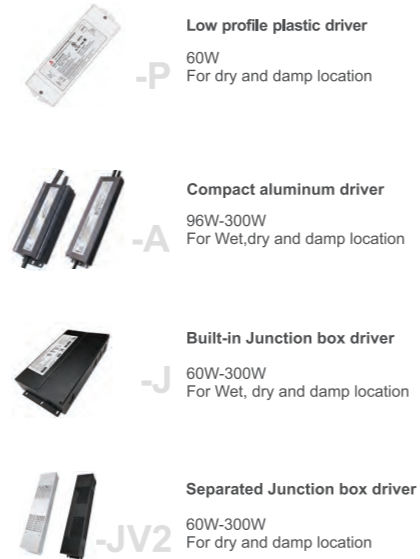 Low profile plastic driver
-P
60W
For dry and damp location
Compact aluminum driver
-A
96W-300W
For Wet,dry and damp location
Built-in Junction box driver
-J
60W-300W
For Wet, dry and damp location
Separated Junction box driver
-JV2
60W-300W
For dry and damp location